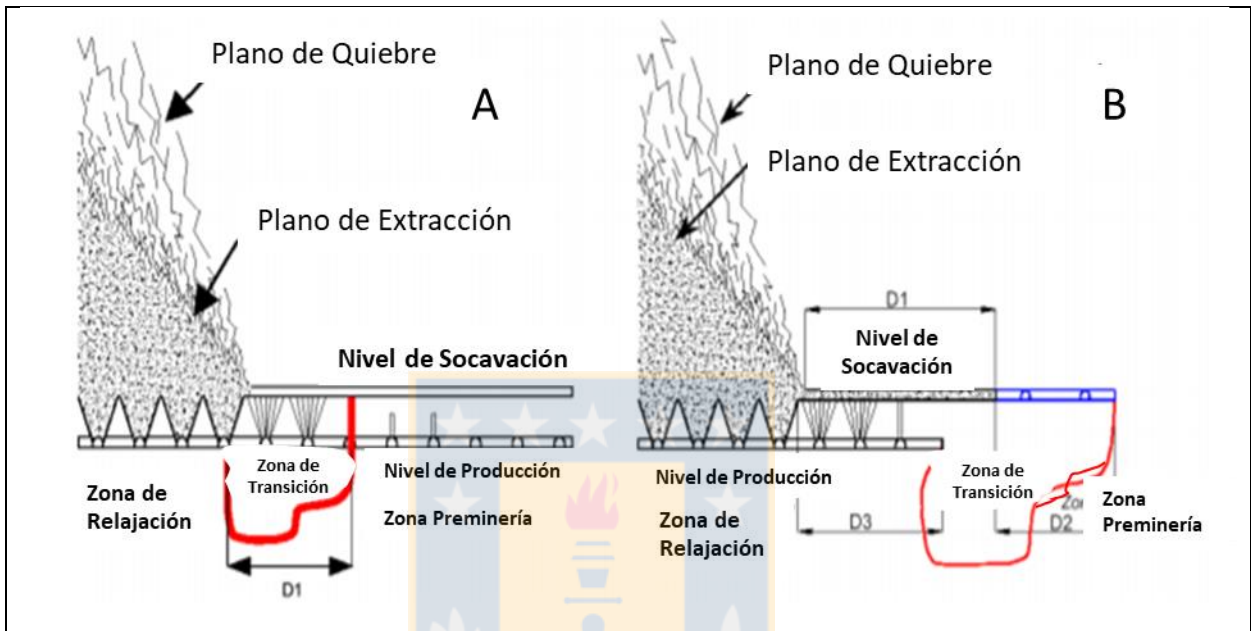 Plano de Quiebre
A
Plano de Extracción
Nivel de Socavación
Zona de
Transición
Nivel de Producción
Zona de
Relajación
Zona Preminería
D1
Plano de Quiebre
B
Plano de Extracción
D1
Nivel de
Socavación
Nivel de Producción
Zona de
Transición
Zona de
Relajación
D3
D2
Zona
Preminería